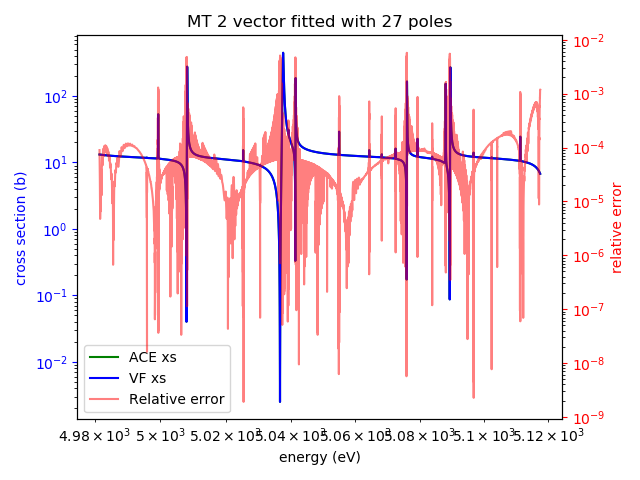 MT 2 vector fitted with 27 poles
10²
10¹
10⁰
10⁻¹
10⁻²
cross section (b)
10⁻²
10⁻³
10⁻⁴
10⁻⁵
10⁻⁶
10⁻⁷
10⁻⁸
10⁻⁹
relative error
ACE xs
VF xs
Relative error
4.98 × 10³ 5 × 10³ 5.02 × 10³ 5.04 × 10³ 5.06 × 10³ 5.08 × 10³ 5.1 × 10³ 5.12 × 10³
energy (eV)